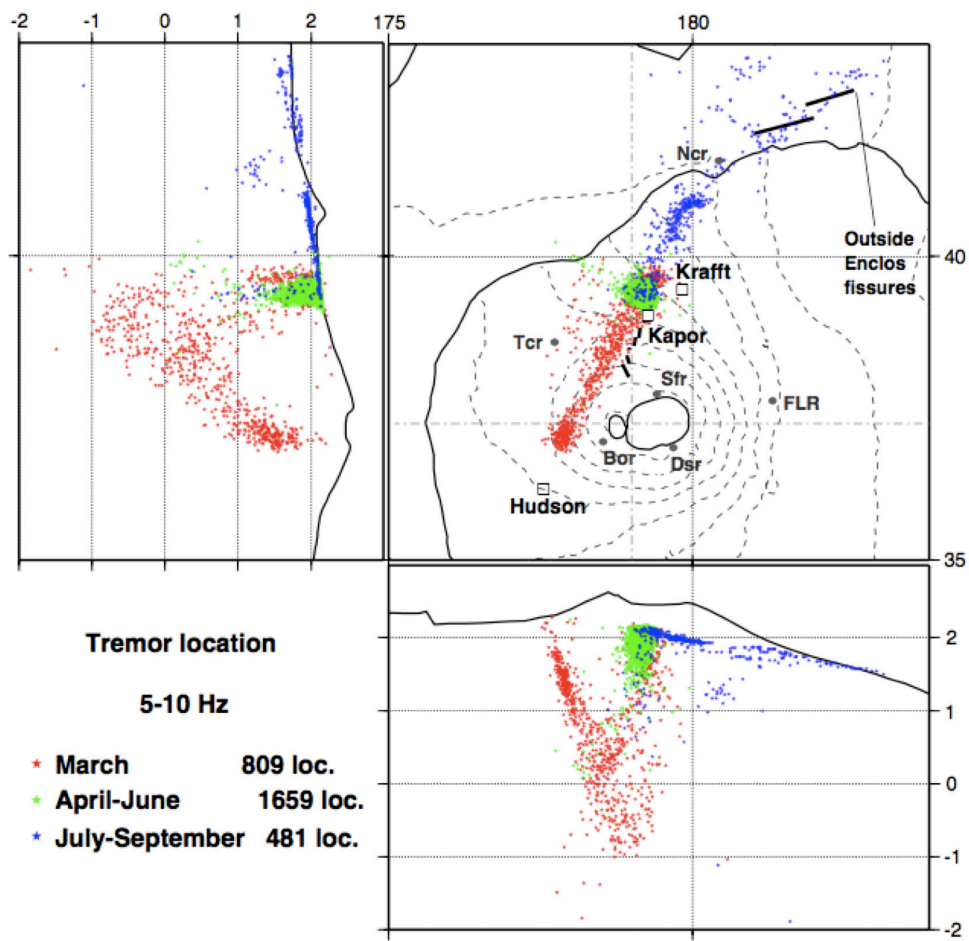 -2 -1 0 1 2 175 180
Ncr
40
Outside
Enclos
fissures
Krafft
Kapor
Tcr
Sfr
FLR
Bor
Dsr
Hudson
35
Tremor location
5-10 Hz
March 809 loc.
April-June 1659 loc.
July-September 481 loc.
2
1
0
-1
-2